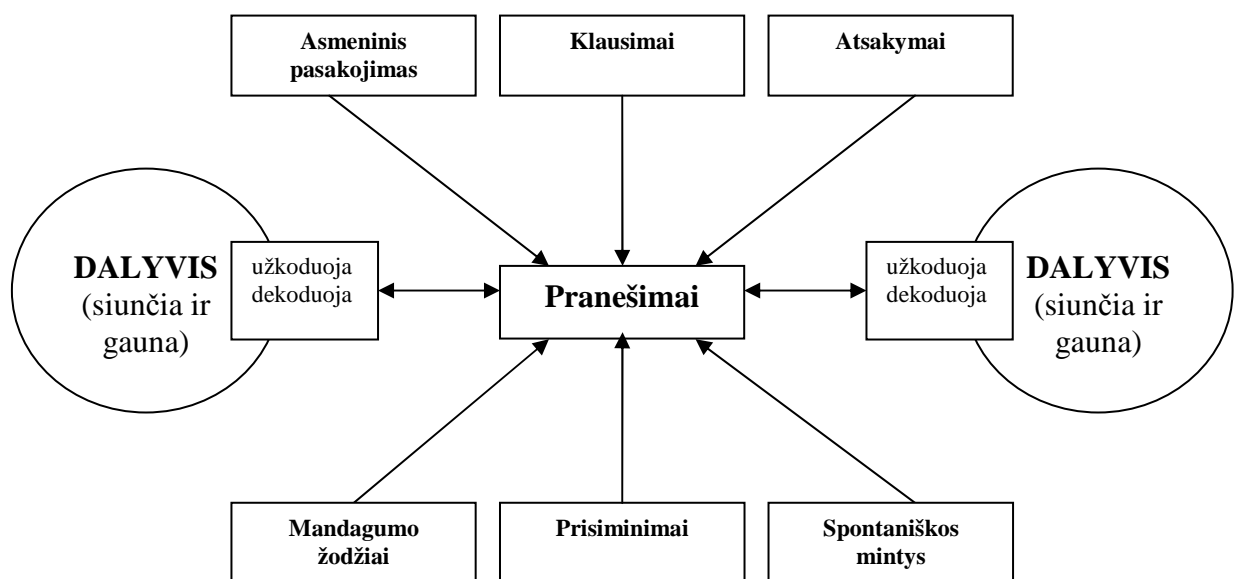 Asmeninis
pasakojimas
Klausimai
Atsakymai
DALYVIS
(siunčia ir
gauna)
užkoduoja
dekoduoja
Pranešimai
užkoduoja
dekoduoja
DALYVIS
(siunčia ir
gauna)
Mandagumo
žodžiai
Prisiminimai
Spontaniškos
mintys